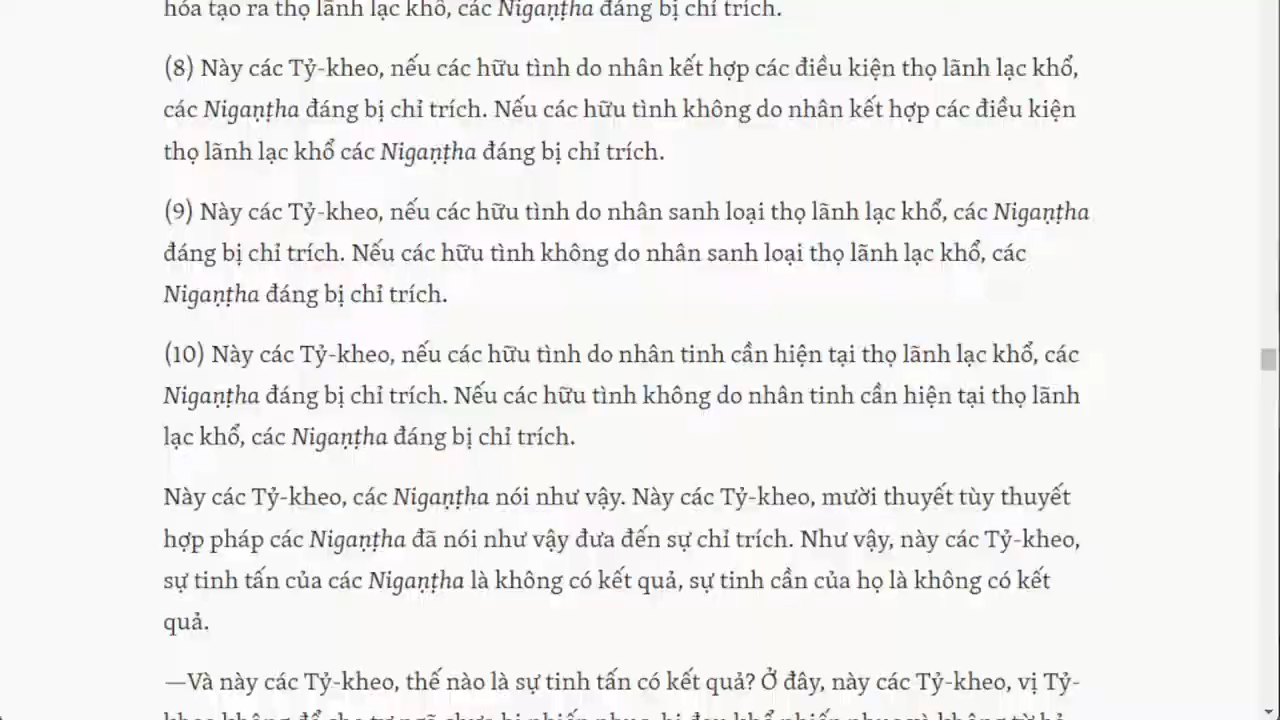 hóa tạo ra thọ lãnh lạc khổ, các Nigaṇṭha đáng bị chỉ trích.
(8) Này các Tỷ-kheo, nếu các hữu tình do nhân kết hợp các điều kiện thọ lãnh lạc khổ,
các Nigaṇṭha đáng bị chỉ trích. Nếu các hữu tình không do nhân kết hợp các điều kiện
thọ lãnh lạc khổ các Nigaṇṭha đáng bị chỉ trích.
(9) Này các Tỷ-kheo, nếu các hữu tình do nhân sanh loại thọ lãnh lạc khổ, các Nigaṇṭha
đáng bị chỉ trích. Nếu các hữu tình không do nhân sanh loại thọ lãnh lạc khổ, các
Nigaṇṭha đáng bị chỉ trích.
(10) Này các Tỷ-kheo, nếu các hữu tình do nhân tinh cần hiện tại thọ lãnh lạc khổ, các
Nigaṇṭha đáng bị chỉ trích. Nếu các hữu tình không do nhân tinh cần hiện tại thọ lãnh
lạc khổ, các Nigaṇṭha đáng bị chỉ trích.
Này các Tỷ-kheo, các Nigaṇṭha nói như vậy. Này các Tỷ-kheo, mười thuyết tùy thuyết
hợp pháp các Nigaṇṭha đã nói như vậy đưa đến sự chỉ trích. Như vậy, này các Tỷ-kheo,
sự tinh tấn của các Nigaṇṭha là không có kết quả, sự tinh cần của họ là không có kết
quả.
—Và này các Tỷ-kheo, thế nào là sự tinh tấn có kết quả? Ở đây, này các Tỷ-kheo, vị Tỷ-